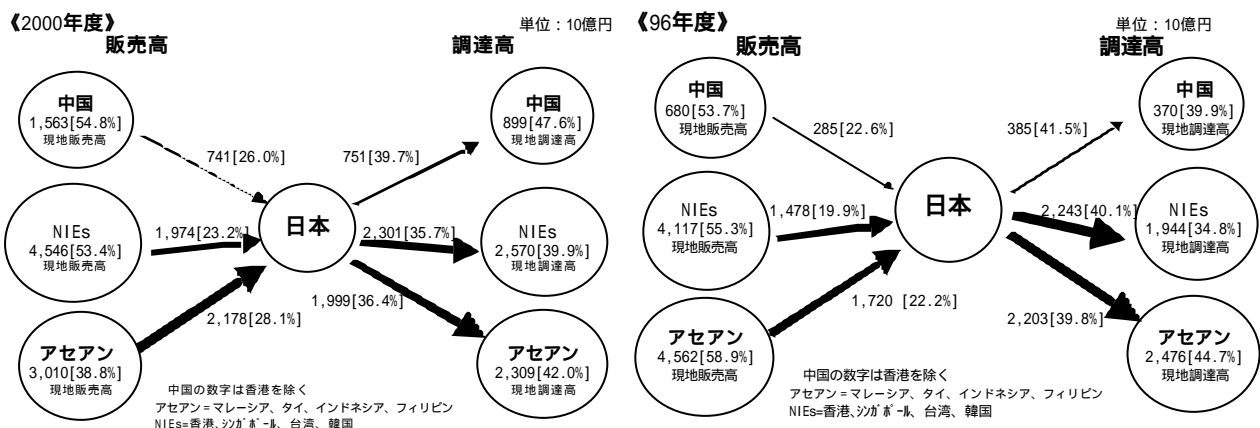 《2000年度》
単位：10億円
販売高
調達高
中国
1,563[54.8%]
現地販売高
741[26.0%]
751[39.7%]
中国
899[47.6%]
現地調達高
NIEs
4,546[53.4%]
現地販売高
1,974[23.2%]
日本
2,301[35.7%]
NIEs
2,570[39.9%]
現地調達高
アセアン
3,010[38.8%]
現地販売高
2,178[28.1%]
1,999[36.4%]
アセアン
2,309[42.0%]
現地調達高
中国の数字は香港を除く
アセアン＝マレーシア、タイ、インドネシア、フィリピン
NIEs=香港、シンガポール、台湾、韓国
《96年度》
単位：10億円
販売高
調達高
中国
680[53.7%]
現地販売高
285[22.6%]
385[41.5%]
中国
370[39.9%]
現地調達高
NIEs
4,117[55.3%]
現地販売高
1,478[19.9%]
日本
2,243[40.1%]
NIEs
1,944[34.8%]
現地調達高
アセアン
4,562[58.9%]
現地販売高
1,720 [22.2%]
2,203[39.8%]
アセアン
2,476[44.7%]
現地調達高
中国の数字は香港を除く
アセアン＝マレーシア、タイ、インドネシア、フィリピン
NIEs=香港、シンガポール、台湾、韓国